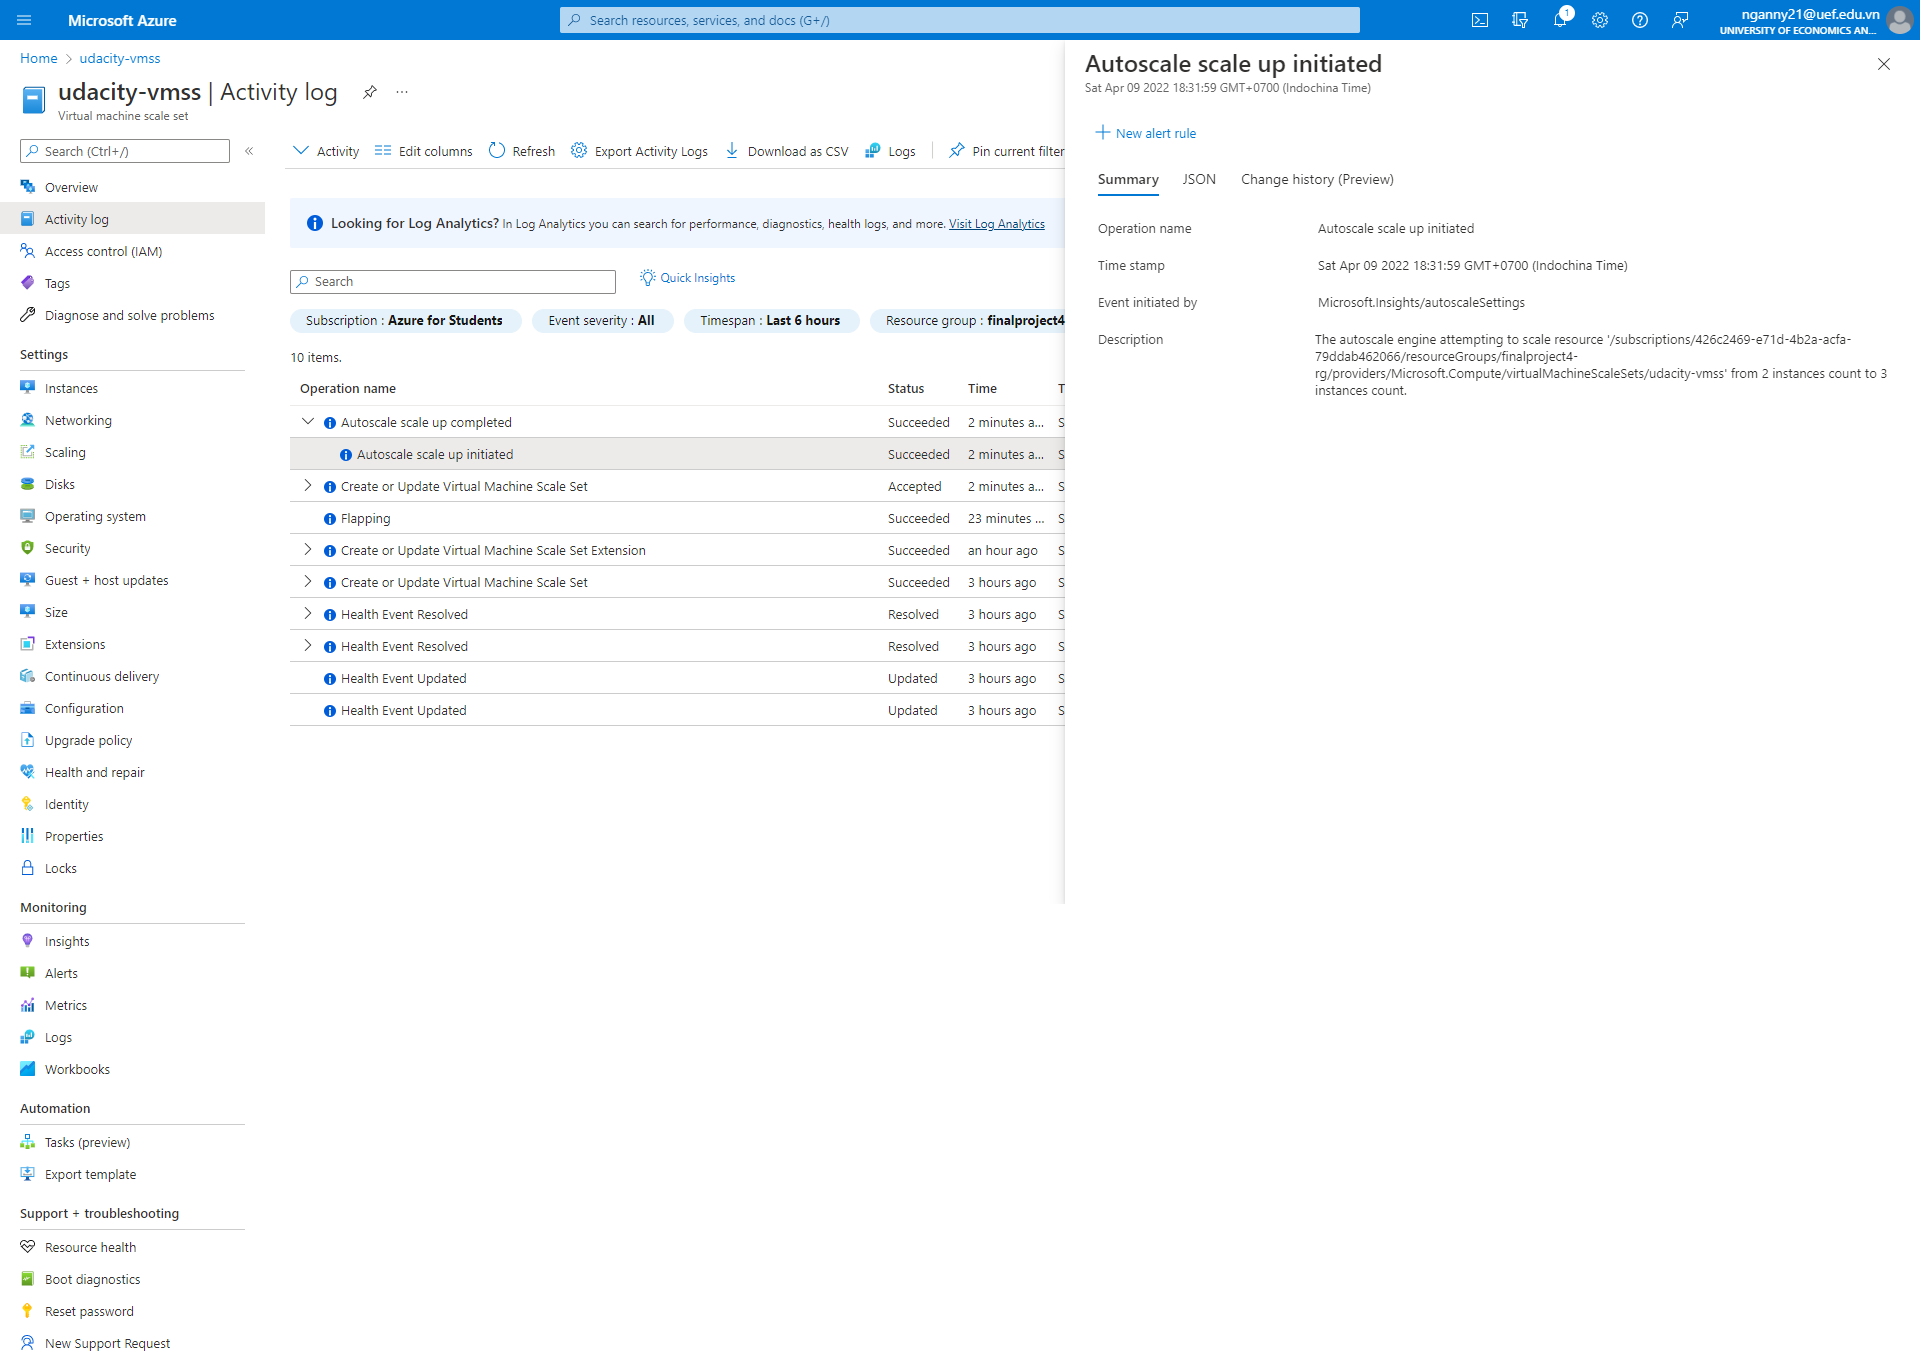 Microsoft Azure
Search resources, services, and docs (G+/)
1
nganny21@uef.edu.vn
UNIVERSITY OF ECONOMICS AN...
Home > udacity-vmss
udacity-vmss | Activity log
Virtual machine scale set
Search (Ctrl+/)
Overview
Activity log
Access control (IAM)
Tags
Diagnose and solve problems
Settings
Instances
Networking
Scaling
Disks
Operating system
Security
Guest + host updates
Size
Extensions
Continuous delivery
Configuration
Upgrade policy
Health and repair
Identity
Properties
Locks
Monitoring
Insights
Alerts
Metrics
Logs
Workbooks
Automation
Tasks (preview)
Export template
Support + troubleshooting
Resource health
Boot diagnostics
Reset password
New Support Request
Activity Edit columns Refresh Export Activity Logs Download as CSV Logs Pin current filter
Looking for Log Analytics? In Log Analytics you can search for performance, diagnostics, health logs, and more. Visit Log Analytics
Search
Quick Insights
Subscription : Azure for Students Event severity : All Timespan : Last 6 hours Resource group : finalproject4
10 items.
Operation name Status Time T
Autoscale scale up completed Succeeded 2 minutes a... S
Autoscale scale up initiated Succeeded 2 minutes a... S
Create or Update Virtual Machine Scale Set Accepted 2 minutes a... S
Flapping Succeeded 23 minutes ... S
Create or Update Virtual Machine Scale Set Extension Succeeded an hour ago S
Create or Update Virtual Machine Scale Set Succeeded 3 hours ago S
Health Event Resolved Resolved 3 hours ago S
Health Event Resolved Resolved 3 hours ago S
Health Event Updated Updated 3 hours ago S
Health Event Updated Updated 3 hours ago S
Autoscale scale up initiated
Sat Apr 09 2022 18:31:59 GMT+0700 (Indochina Time)
New alert rule
Summary JSON Change history (Preview)
Operation name Autoscale scale up initiated
Time stamp Sat Apr 09 2022 18:31:59 GMT+0700 (Indochina Time)
Event initiated by Microsoft.Insights/autoscaleSettings
Description The autoscale engine attempting to scale resource '/subscriptions/426c2469-e71d-4b2a-acfa-
79ddab462066/resourceGroups/finalproject4-
rg/providers/Microsoft.Compute/virtualMachineScaleSets/udacity-vmss' from 2 instances count to 3
instances count.